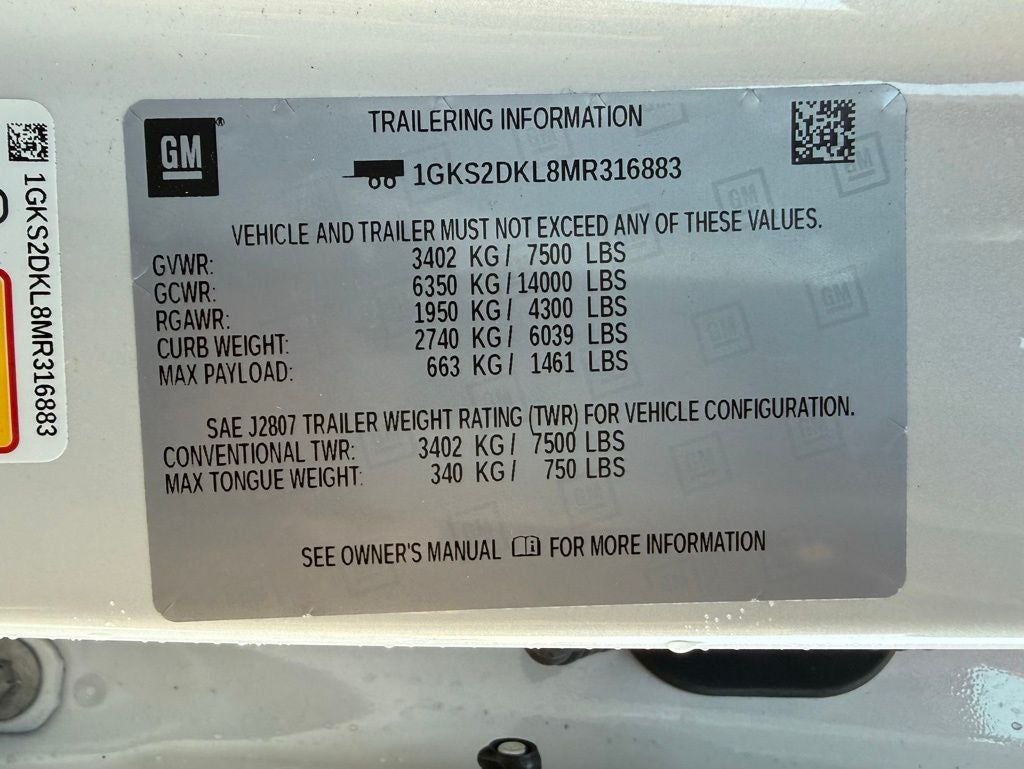 GM®
TRAILERING INFORMATION
1GKS2DKL8MR316883
VEHICLE AND TRAILER MUST NOT EXCEED ANY OF THESE VALUES.
GVWR: 3402 KG/ 7500 LBS
GCWR: 6350 KG/14000 LBS
RGAWR: 1950 KG/ 4300 LBS
CURB WEIGHT: 2740 KG/ 6039 LBS
MAX PAYLOAD: 663 KG/ 1461 LBS
SAE J2807 TRAILER WEIGHT RATING (TWR) FOR VEHICLE CONFIGURATION.
CONVENTIONAL TWR: 3402 KG/ 7500 LBS
MAX TONGUE WEIGHT: 340 KG/ 750 LBS
SEE OWNER'S MANUAL FOR MORE INFORMATION
1GKS2DKL8MR316883